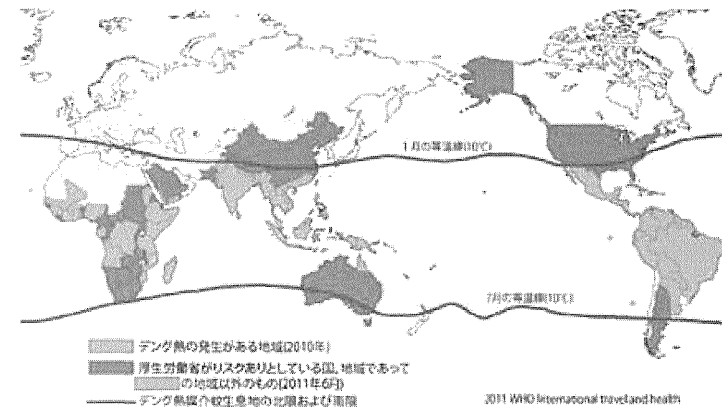 1月の等温線(10℃)
7月の等温線(10℃)
デング熱の発生がある地域(2010年)
厚生労働省がリスクありとしている国、地域であって
の地域以外のもの(2011年6月)
デング熱媒介蚊生息地の北限および南限
2011 WHO International travel and health